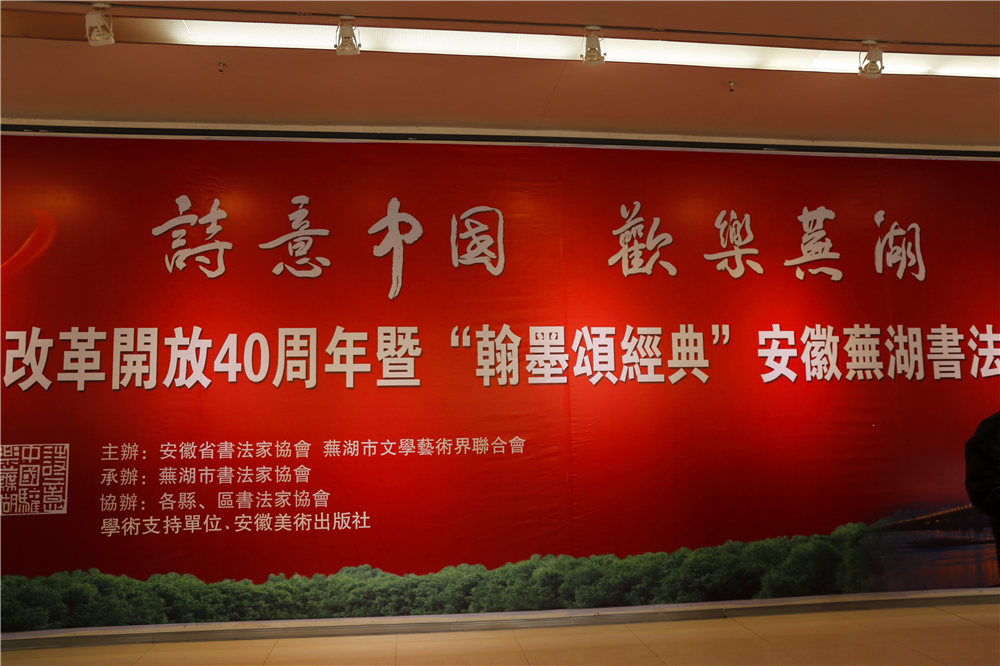 詩意中國 歡樂蕪湖
改革開放40周年暨“翰墨頌經典”安徽蕪湖書法
主辦：安徽省書法家協會 蕪湖市文學藝術界聯合會
承辦：蕪湖市書法家協會
協辦：各縣、區書法家協會
學術支持單位.安徽美術出版社